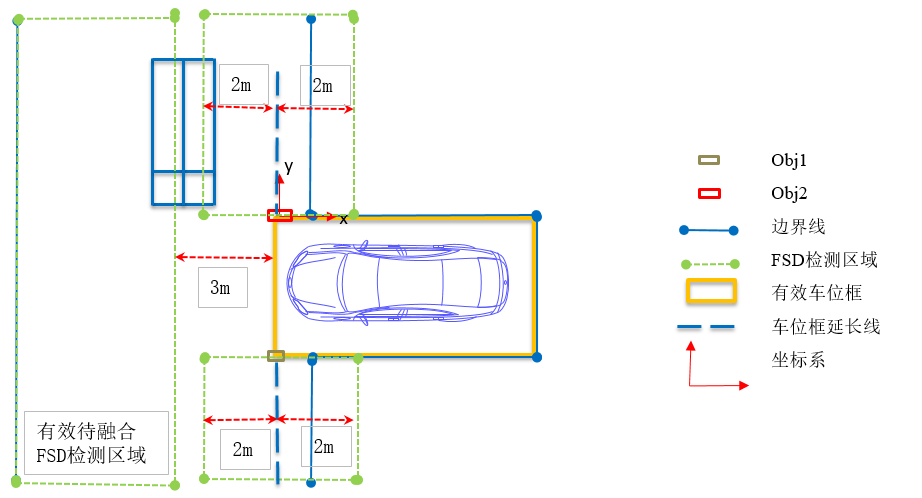 2m
2m
y
x
3m
有效待融合
FSD检测区域
2m
2m
Obj1
Obj2
边界线
FSD检测区域
有效车位框
车位框延长线
坐标系